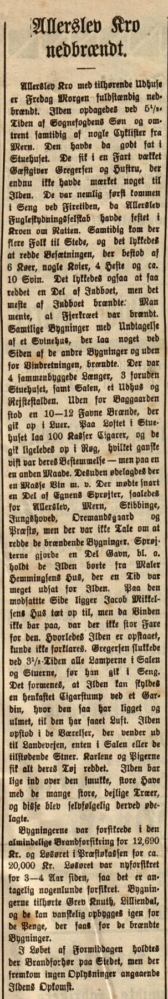 Allerslev Kro
nedbrændt.
Allerslev Kro med tilhørende Udhuse
er Fredag Morgen fuldstændig ned-
brændt. Ilden opdagedes ved 5½-
Tiden af Sognefogdens Søn og om-
trent samtidig af nogle Cyklister fra
Mern. Den havde da godt fat i
Stuehuset. De fik i en Fart vækket
Gæstgiver Gregersen og Hustru, der
endnu ikke havde mærket noget til
Ilden. De var nemlig først kommen
i Seng ved Firetiden, da Allerslev
Fugleskydningsselskab havde festet i
Kroen om Natten. Samtidig kom der
flere Folk til Stede, og det lykkedes
at redde Besætningen, der bestod af
6 Køer, nogle Kvier, 4 Heste og ca.
10 Svin. Det lykkedes ogsaa at faa
reddet en Del af Indboet, men det
meste af Indboet brændte. Man
mente, at Fjerkræet var brændt.
Samtlige Bygninger med Undtagelse
af et Svinehus, der laa noget ved
Siden af de andre Bygninger og uden
for Vindretningen, brændte. Der var
4 sammenbyggede Længer, 3 foruden
Stuehuset, samt Salen, et Udhus og
Rejsestalden. Uden for Baggaarden
stod en 10—12 Favne Brænde, der
gik op i Luer. Paa Loftet i Stue-
huset laa 100 Kasser Cigarer, og de
gik ligeledes op i Røg, hvilket ganske
vist var deres Bestemmelse — men paa en
en anden Maade. Desuden ødelagdes der
en Masse Vin m. v. Der mødte snart
en Del af Egnens Sprøjter, saaledes
for Allerslev, Mern, Skibbinge,
Jungshoved, Oremandsgaard og
Præstø, men der var ikke Tale om at
redde de brændende Bygninger. Sprøj-
terne gjorde en Del Gavn, bl. a.
holdt de Ilden borte fra Maler
Hemmingsens Hus, der en Tid var
meget udsat for Ilden. Paa den
modsattte Side ligger Jacob Mikkel-
sens Hus tæt op til, men da Vinden
ikke bar paa, var der ikke stor Fare
for den. Hvorledes Ilden er opstaaet,
kunde ikke forklares. Gregersen slukkede
ved 3½-Tiden alle Lamperne i Salen
og Stuerne, før han gik i Seng.
Det formenes, at Ilden kan skyldes
en henkastet Cigarstump ved et Gar-
din, hvor den saa har ligget og
ulmet, til den har faaet Luft. Ilden
opstod i de Værelser, der vender ud
til Landevejen, enten i Salen eller de
tilstødende Stner. Karlene og Pigerne
fik alt deres Tøj reddet. Ilden bar
lige ind over den smukke, store Have
med de mange store, dejlige Træer,
og disse blev selvfølgelig derved øde-
lagte.
Bygningerne var forsikrede i den
almindelige Brandforsikring for 12,690
Kr. og Løsøret i Præstøkassen for ca.
20,000 Kr. Løsøret var nyforsikret
for 3—4 Aar siden, saa det er an-
tagelig nogenlunde forsikret. Bygnin-
gerne tilhørte Grev Knuth, Lilliendal,
og de kan vanskelig opbygges igen for
de Penge, der faas for de brændte
Bygninger.
I Løbet af Formiddagen holdtes
der Brandforhør paa Stedet, men der
fremkom ingen Oplysninger angaaende
Ildens Opkomst.